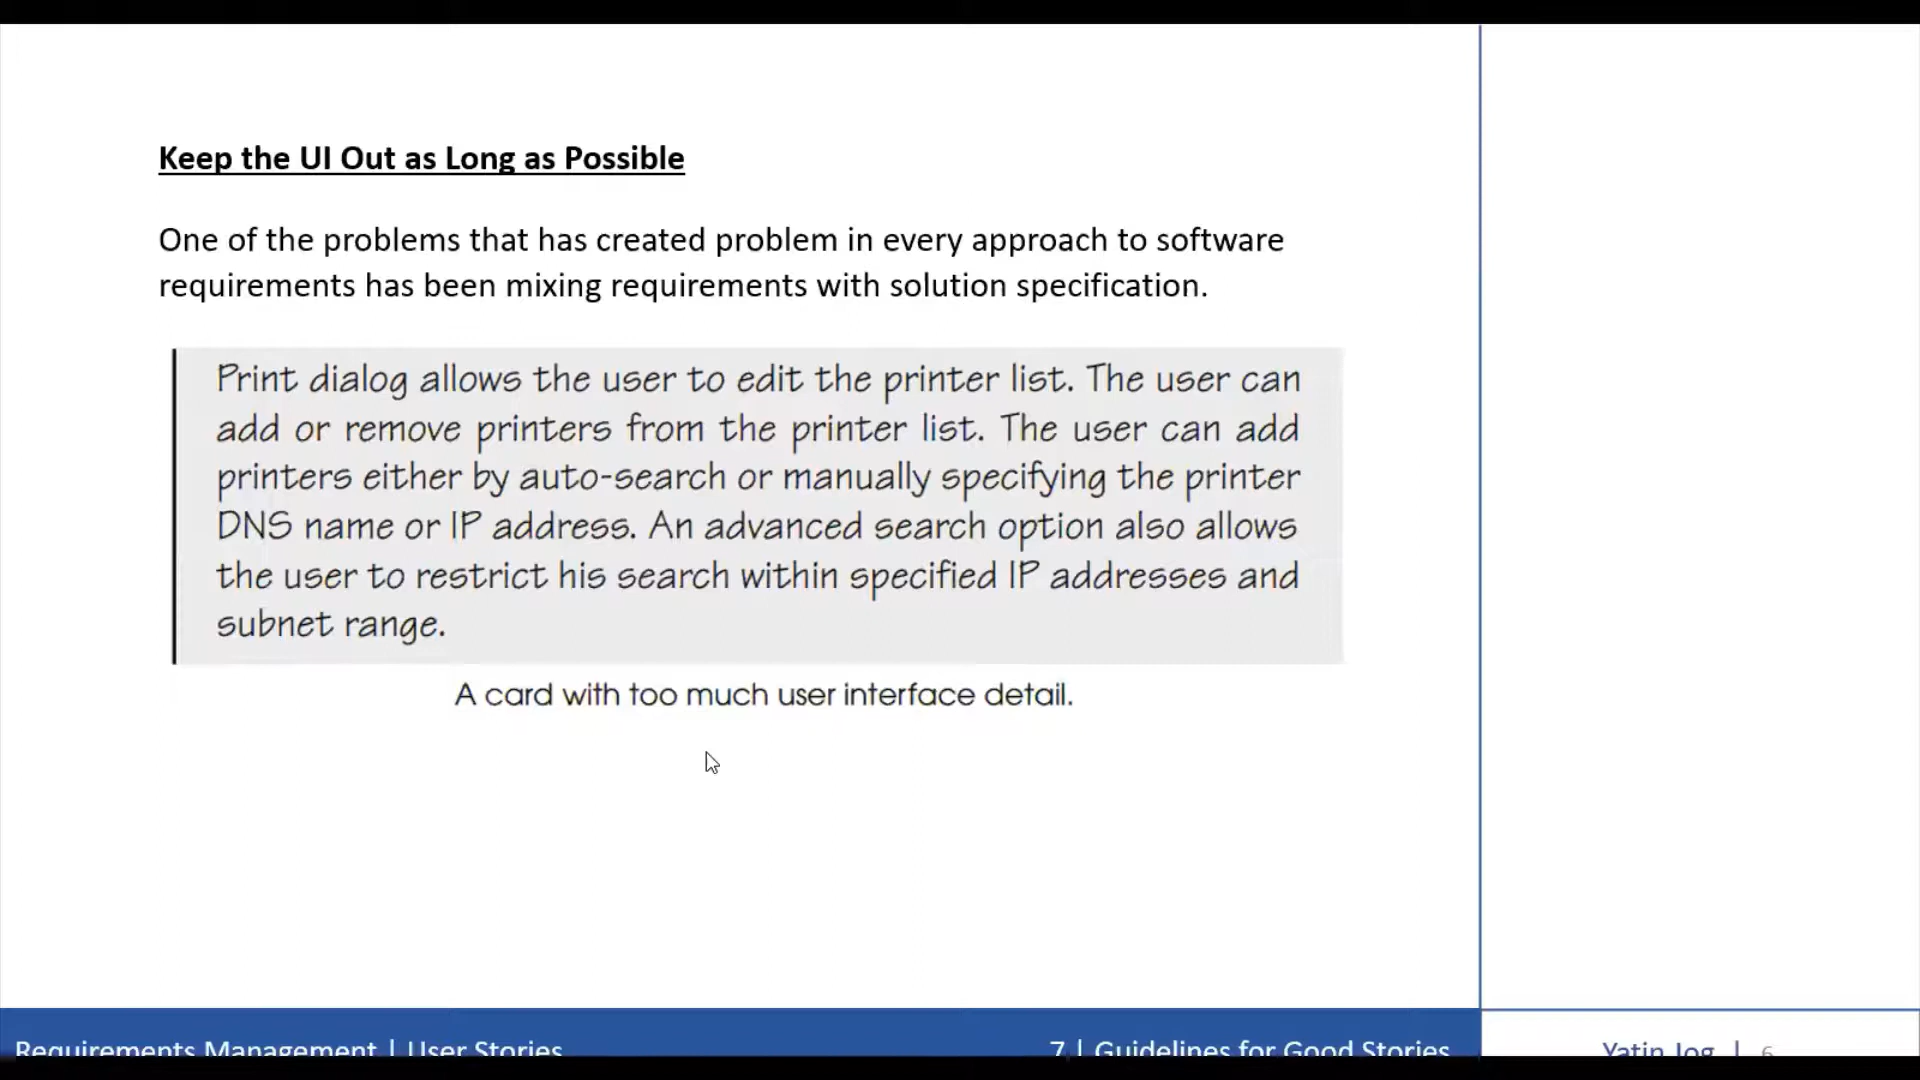 Keep the UI Out as Long as Possible
One of the problems that has created problem in every approach to software
requirements has been mixing requirements with solution specification.
Print dialog allows the user to edit the printer list. The user can
add or remove printers from the printer list. The user can add
printers either by auto-search or manually specifying the printer
DNS name or IP address. An advanced search option also allows
the user to restrict his search within specified IP addresses and
subnet range.
A card with too much user interface detail.
Requirements Management | User Stories
7 | Guidelines for Good Stories
Yatin Jog | 6